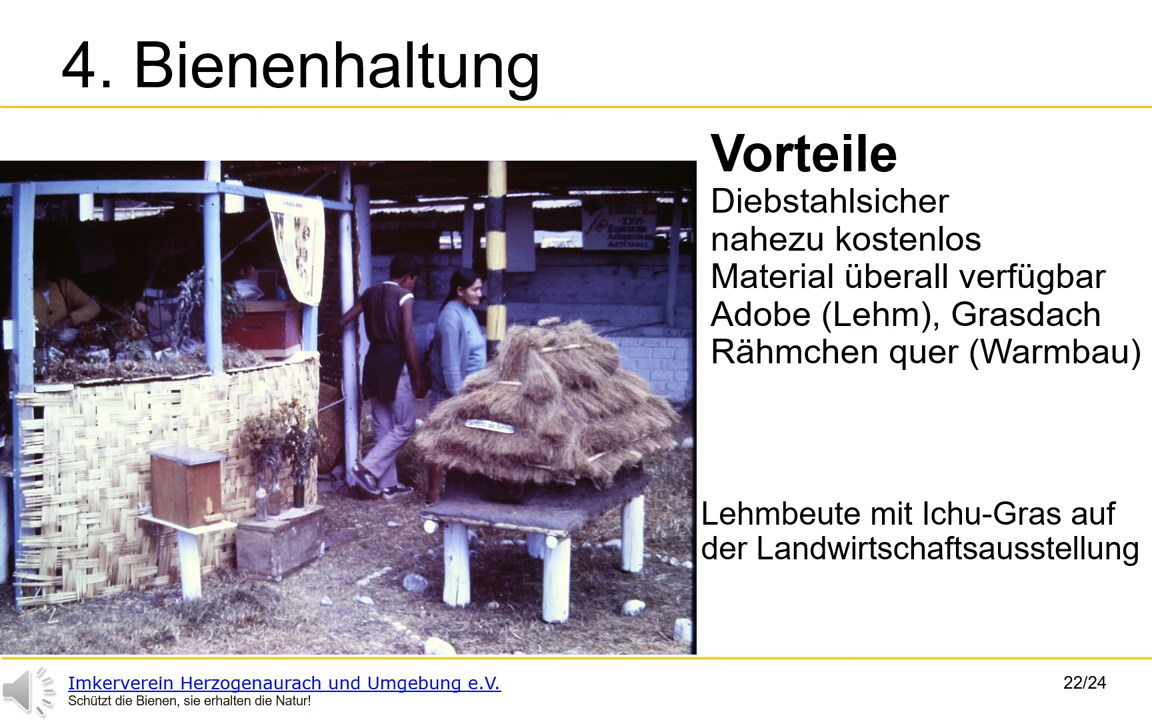 4. Bienenhaltung
Vorteile
Diebstahlsicher
nahezu kostenlos
Material überall verfügbar
Adobe (Lehm), Grasdach
Rähmchen quer (Warmbau)
Lehmbeute mit Ichu-Gras auf
der Landwirtschaftsausstellung
Imkerverein Herzogenaurach und Umgebung e.V.
Schützt die Bienen, sie erhalten die Natur!
22/24